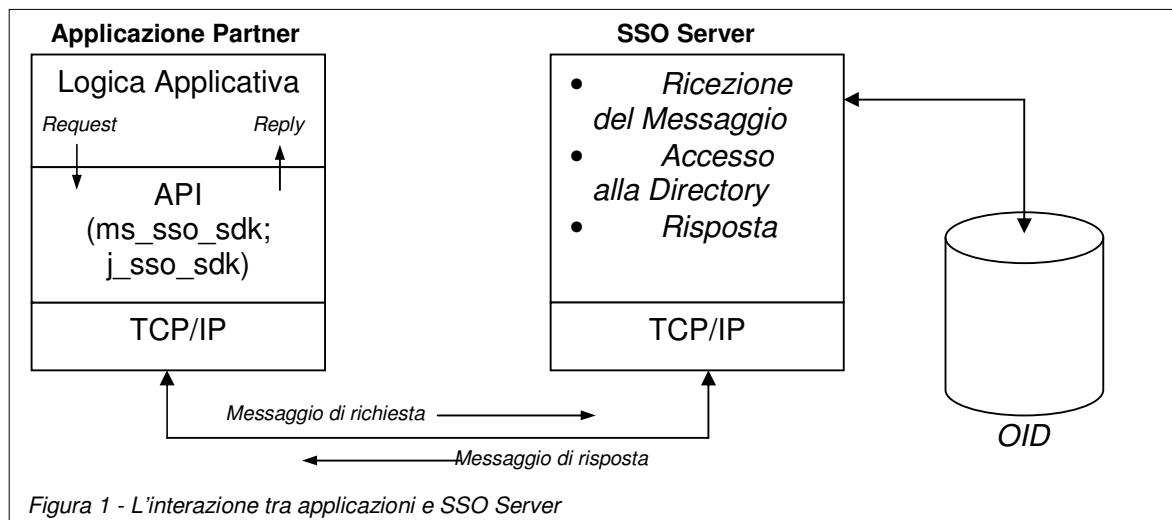 Applicazione Partner
Logica Applicativa
Request
Reply
API
(ms_sso_sdk;
j_sso_sdk)
TCP/IP
SSO Server
• Ricezione
del Messaggio
• Accesso
alla Directory
• Risposta
TCP/IP
OID
Messaggio di richiesta
Messaggio di risposta
Figura 1 - L'interazione tra applicazioni e SSO Server